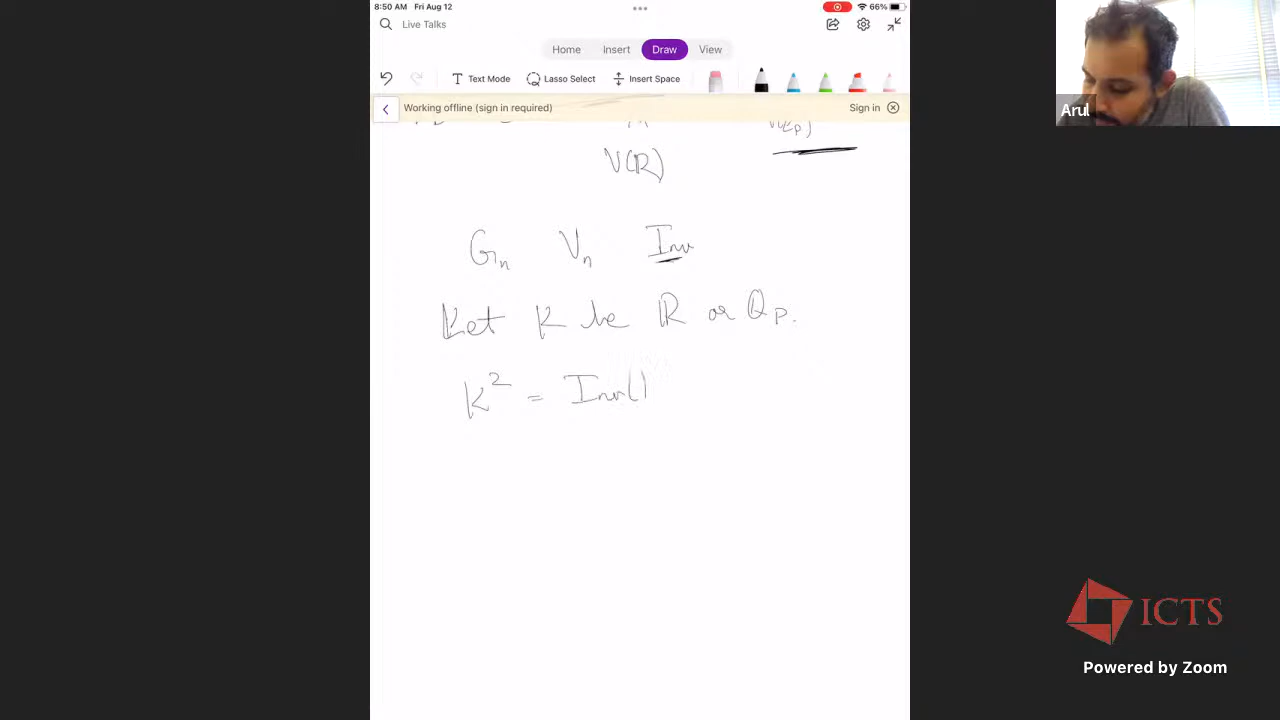 8:50 AM Fri Aug 12
66%
Live Talks
Home Insert Draw View
Text Mode Lasso Select Insert Space
Working offline (sign in required) Sign in
V(Zp)
V(R)
Gn Vn Inv
Let K be R or Qp.
K² = Inv(
Arul
ICTS
Powered by Zoom